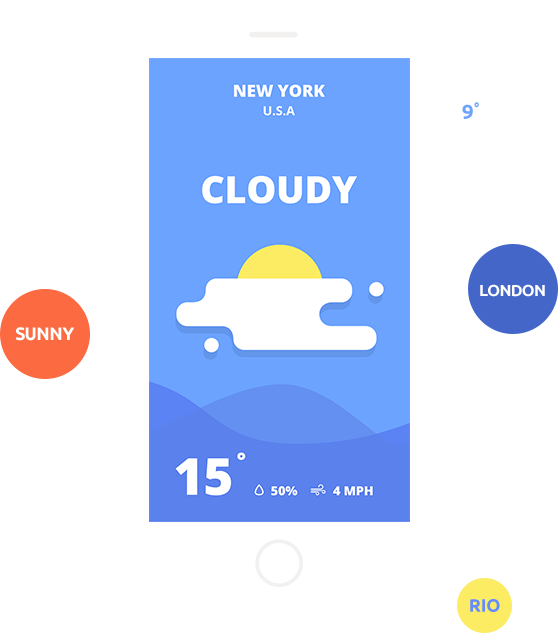 NEW YORK
U.S.A
9°
CLOUDY
LONDON
SUNNY
15°
50%
4 MPH
RIO